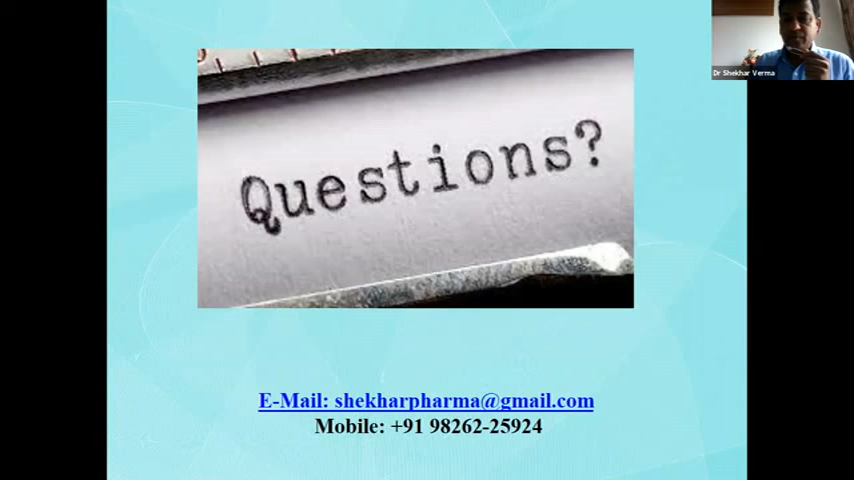 Dr Shekhar Verma
Questions?
E-Mail: shekharpharma@gmail.com
Mobile: +91 98262-25924